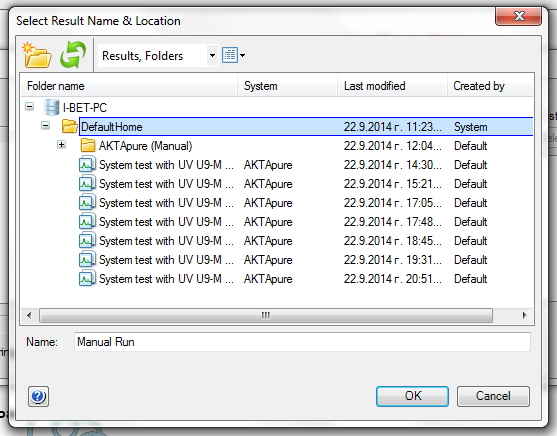 Select Result Name & Location
Results, Folders
Folder name System Last modified Created by
I-BET-PC
DefaultHome 22.9.2014 г. 11:23... System
AKTApure (Manual) 22.9.2014 г. 12:04... Default
System test with UV U9-M ... AKTApure 22.9.2014 г. 14:30... Default
System test with UV U9-M ... AKTApure 22.9.2014 г. 15:21... Default
System test with UV U9-M ... AKTApure 22.9.2014 г. 17:05... Default
System test with UV U9-M ... AKTApure 22.9.2014 г. 17:48... Default
System test with UV U9-M ... AKTApure 22.9.2014 г. 18:45... Default
System test with UV U9-M ... AKTApure 22.9.2014 г. 19:31... Default
System test with UV U9-M ... AKTApure 22.9.2014 г. 20:51... Default
Name: Manual Run
OK Cancel